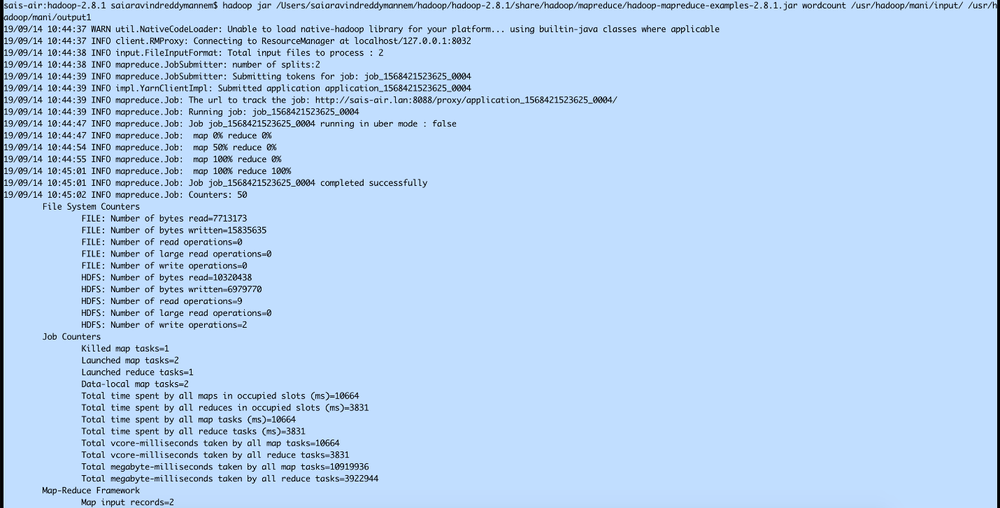 sais-air:hadoop-2.8.1 saiaravindreddymannem$ hadoop jar /Users/saiaravindreddymannem/hadoop/hadoop-2.8.1/share/hadoop/mapreduce/hadoop-mapreduce-examples-2.8.1.jar wordcount /usr/hadoop/mani/input/ /usr/h
adoop/mani/output1
19/09/14 10:44:37 WARN util.NativeCodeLoader: Unable to load native-hadoop library for your platform... using builtin-java classes where applicable
19/09/14 10:44:37 INFO client.RMProxy: Connecting to ResourceManager at localhost/127.0.0.1:8032
19/09/14 10:44:38 INFO input.FileInputFormat: Total input files to process : 2
19/09/14 10:44:38 INFO mapreduce.JobSubmitter: number of splits:2
19/09/14 10:44:39 INFO mapreduce.JobSubmitter: Submitting tokens for job: job_1568421523625_0004
19/09/14 10:44:39 INFO impl.YarnClientImpl: Submitted application application_1568421523625_0004
19/09/14 10:44:39 INFO mapreduce.Job: The url to track the job: http://sais-air.lan:8088/proxy/application_1568421523625_0004/
19/09/14 10:44:39 INFO mapreduce.Job: Running job: job_1568421523625_0004
19/09/14 10:44:47 INFO mapreduce.Job: Job job_1568421523625_0004 running in uber mode : false
19/09/14 10:44:47 INFO mapreduce.Job:  map 0% reduce 0%
19/09/14 10:44:54 INFO mapreduce.Job:  map 50% reduce 0%
19/09/14 10:44:55 INFO mapreduce.Job:  map 100% reduce 0%
19/09/14 10:45:01 INFO mapreduce.Job:  map 100% reduce 100%
19/09/14 10:45:01 INFO mapreduce.Job: Job job_1568421523625_0004 completed successfully
19/09/14 10:45:02 INFO mapreduce.Job: Counters: 50
File System Counters
FILE: Number of bytes read=7713173
FILE: Number of bytes written=15835635
FILE: Number of read operations=0
FILE: Number of large read operations=0
FILE: Number of write operations=0
HDFS: Number of bytes read=10320438
HDFS: Number of bytes written=6979770
HDFS: Number of read operations=9
HDFS: Number of large read operations=0
HDFS: Number of write operations=2
Job Counters
Killed map tasks=1
Launched map tasks=2
Launched reduce tasks=1
Data-local map tasks=2
Total time spent by all maps in occupied slots (ms)=10664
Total time spent by all reduces in occupied slots (ms)=3831
Total time spent by all map tasks (ms)=10664
Total time spent by all reduce tasks (ms)=3831
Total vcore-milliseconds taken by all map tasks=10664
Total vcore-milliseconds taken by all reduce tasks=3831
Total megabyte-milliseconds taken by all map tasks=10919936
Total megabyte-milliseconds taken by all reduce tasks=3922944
Map-Reduce Framework
Map input records=2